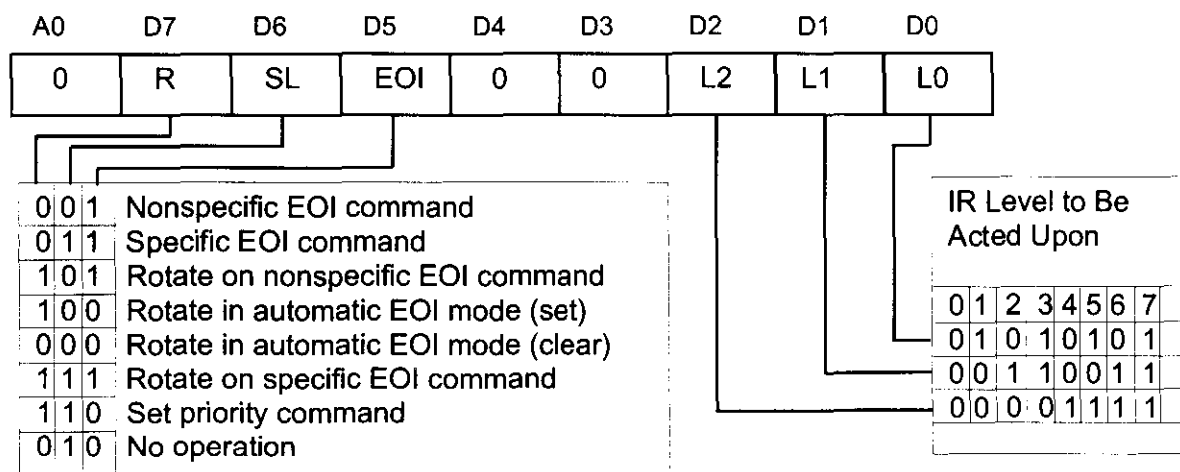 A0 D7 D6 D5 D4 D3 D2 D1 D0
0 R SL EOI 0 0 L2 L1 L0
0 0 1 Nonspecific EOI command
0 1 1 Specific EOI command
1 0 1 Rotate on nonspecific EOI command
1 0 0 Rotate in automatic EOI mode (set)
0 0 0 Rotate in automatic EOI mode (clear)
1 1 1 Rotate on specific EOI command
1 1 0 Set priority command
0 1 0 No operation
IR Level to Be
Acted Upon
0 1 2 3 4 5 6 7
0 1 0 1 0 1 0 1
0 0 1 1 0 0 1 1
0 0 0 0 1 1 1 1